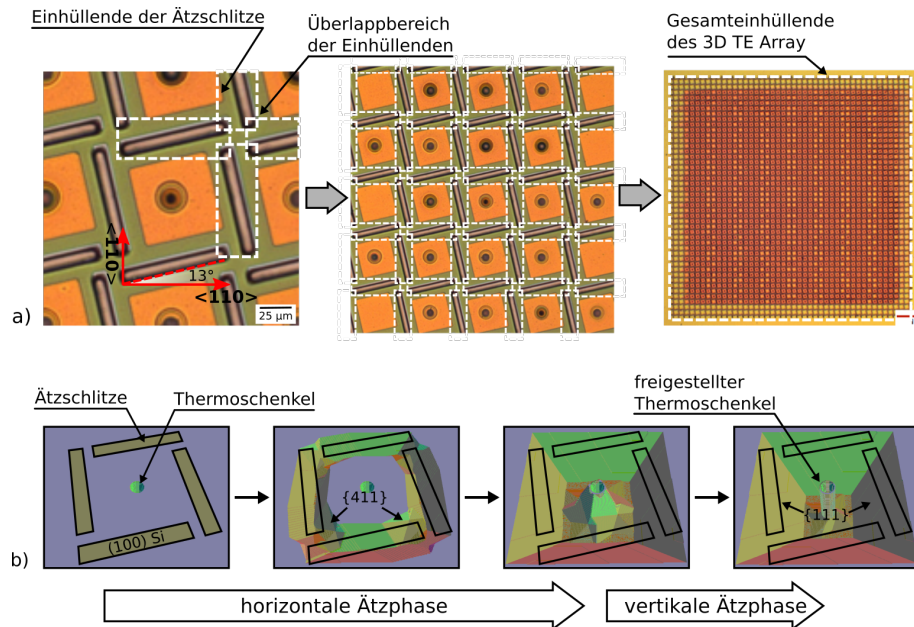 Einhüllende der Ätzschlitze
Überlappbereich
der Einhüllenden
Gesamteinhüllende
des 3D TE Array
<110>
13°
<110>
25 µm
a)
Ätzschlitze
Thermoschenkel
freigestellter
Thermoschenkel
(100) Si
{411}
{111}
b)
horizontale Ätzphase
vertikale Ätzphase